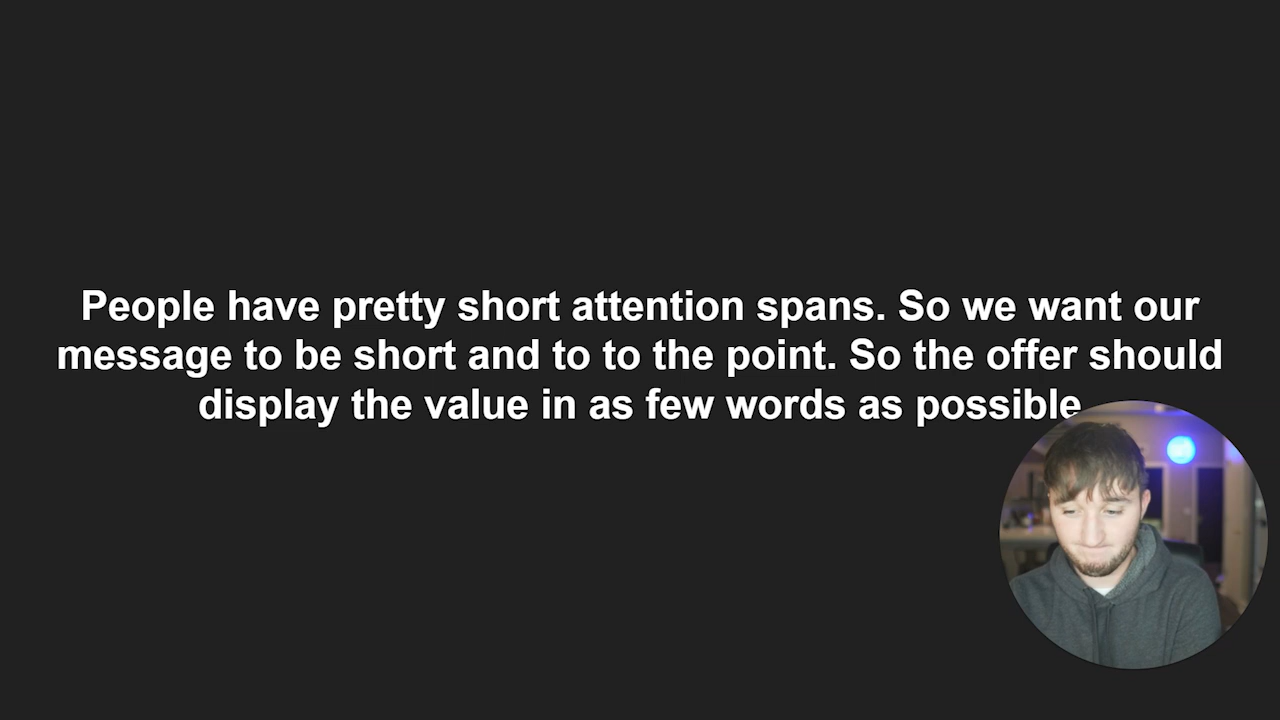 People have pretty short attention spans. So we want our
message to be short and to to the point. So the offer should
display the value in as few words as possible